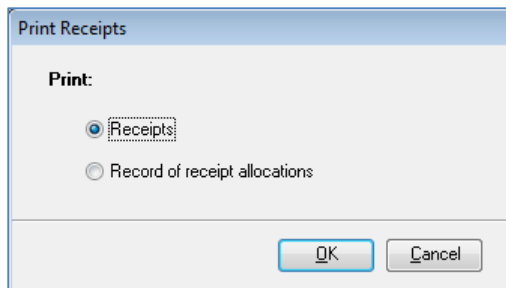 Print Receipts
Print:
Receipts
Record of receipt allocations
OK Cancel